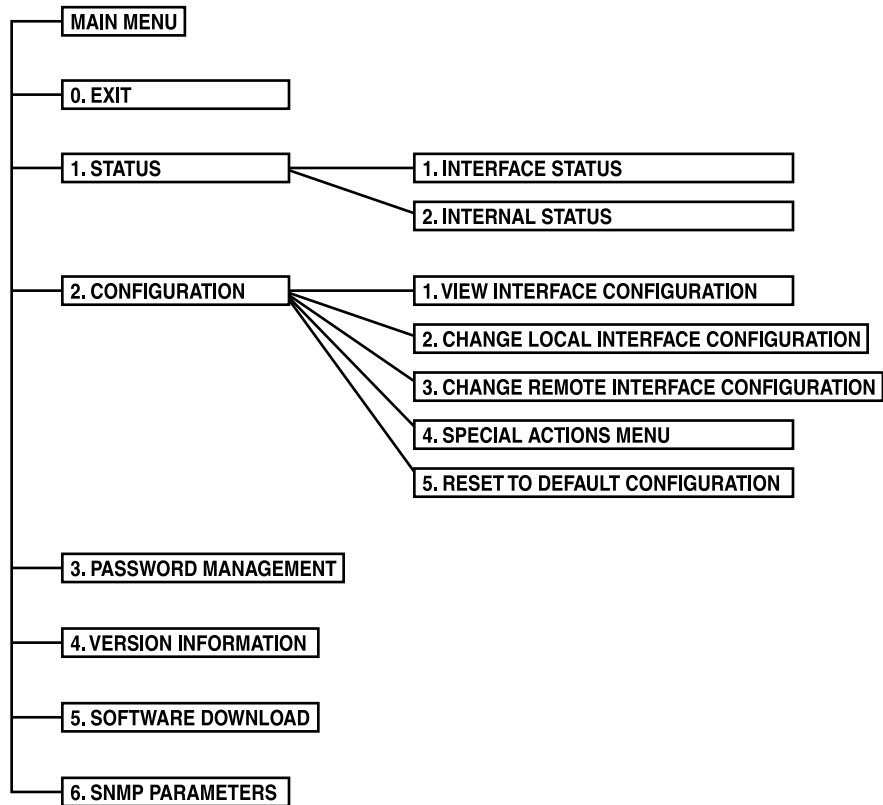 MAIN MENU
0. EXIT
1. STATUS
1. INTERFACE STATUS
2. INTERNAL STATUS
2. CONFIGURATION
1. VIEW INTERFACE CONFIGURATION
2. CHANGE LOCAL INTERFACE CONFIGURATION
3. CHANGE REMOTE INTERFACE CONFIGURATION
4. SPECIAL ACTIONS MENU
5. RESET TO DEFAULT CONFIGURATION
3. PASSWORD MANAGEMENT
4. VERSION INFORMATION
5. SOFTWARE DOWNLOAD
6. SNMP PARAMETERS